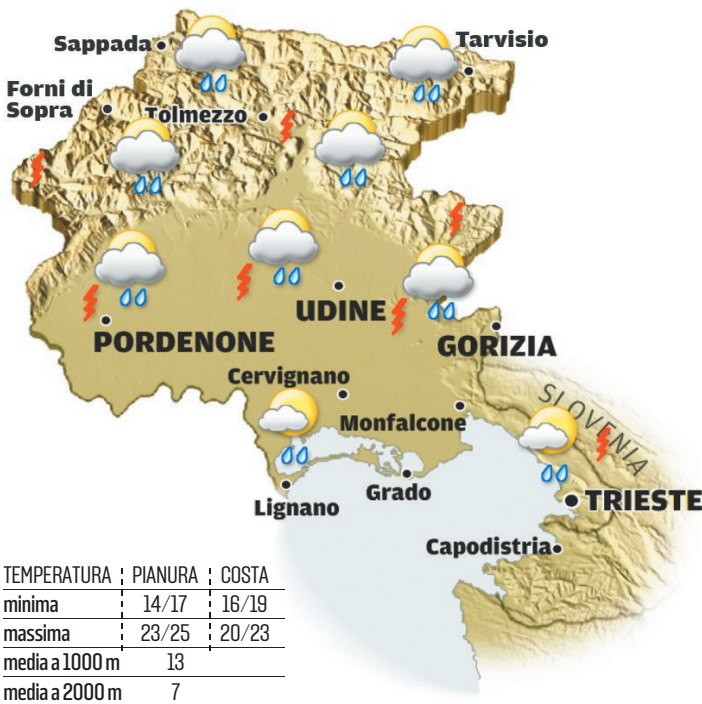 Sappada
Tarvisio
Forni di
Sopra
Tolmezzo
UDINE
PORDENONE
GORIZIA
Cervignano
SLOVENIA
Monfalcone
Grado
Lignano
TRIESTE
Capodistria
TEMPERATURA PIANURA COSTA
minima 14/17 16/19
massima 23/25 20/23
media a 1000 m 13
media a 2000 m 7